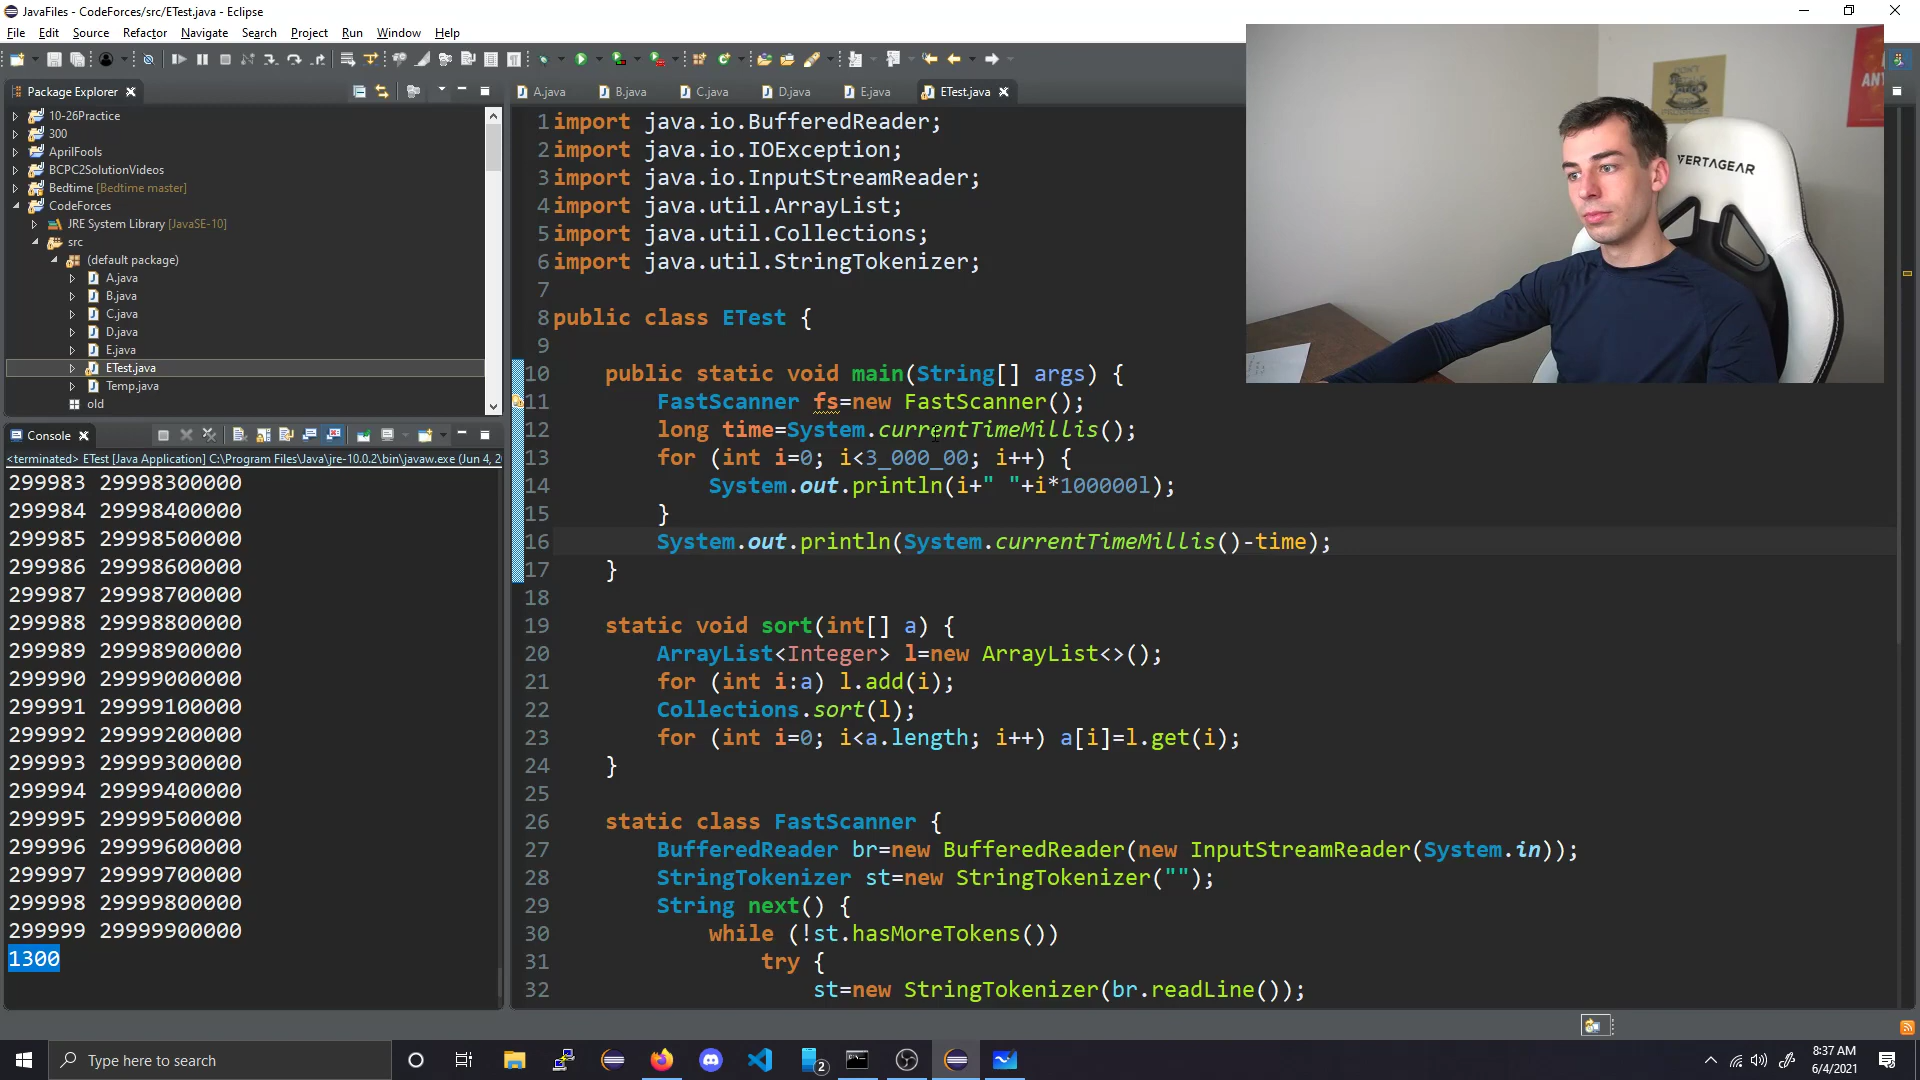 JavaFiles - CodeForces/src/ETest.java - Eclipse
File Edit Source Refactor Navigate Search Project Run Window Help
Package Explorer
10-26Practice
300
AprilFools
BCPC2SolutionVideos
Bedtime [Bedtime master]
CodeForces
JRE System Library [JavaSE-10]
src
(default package)
A.java
B.java
C.java
D.java
E.java
ETest.java
Temp.java
old
Console
<terminated> ETest [Java Application] C:\Program Files\Java\jre-10.0.2\bin\javaw.exe (Jun 4, 2
299983 29998300000
299984 29998400000
299985 29998500000
299986 29998600000
299987 29998700000
299988 29998800000
299989 29998900000
299990 29999000000
299991 29999100000
299992 29999200000
299993 29999300000
299994 29999400000
299995 29999500000
299996 29999600000
299997 29999700000
299998 29999800000
299999 29999900000
1300
A.java B.java C.java D.java E.java ETest.java
1 import java.io.BufferedReader;
2 import java.io.IOException;
3 import java.io.InputStreamReader;
4 import java.util.ArrayList;
5 import java.util.Collections;
6 import java.util.StringTokenizer;
7
8 public class ETest {
9
10 public static void main(String[] args) {
11 FastScanner fs=new FastScanner();
12 long time=System.currentTimeMillis();
13 for (int i=0; i<3_000_00; i++) {
14 System.out.println(i+" "+i*100000l);
15 }
16 System.out.println(System.currentTimeMillis()-time);
17 }
18
19 static void sort(int[] a) {
20 ArrayList<Integer> l=new ArrayList<>();
21 for (int i:a) l.add(i);
22 Collections.sort(l);
23 for (int i=0; i<a.length; i++) a[i]=l.get(i);
24 }
25
26 static class FastScanner {
27 BufferedReader br=new BufferedReader(new InputStreamReader(System.in));
28 StringTokenizer st=new StringTokenizer("");
29 String next() {
30 while (!st.hasMoreTokens())
31 try {
32 st=new StringTokenizer(br.readLine());
VERTAGEAR
DON'T
ANY
Type here to search
2
8:37 AM
6/4/2021